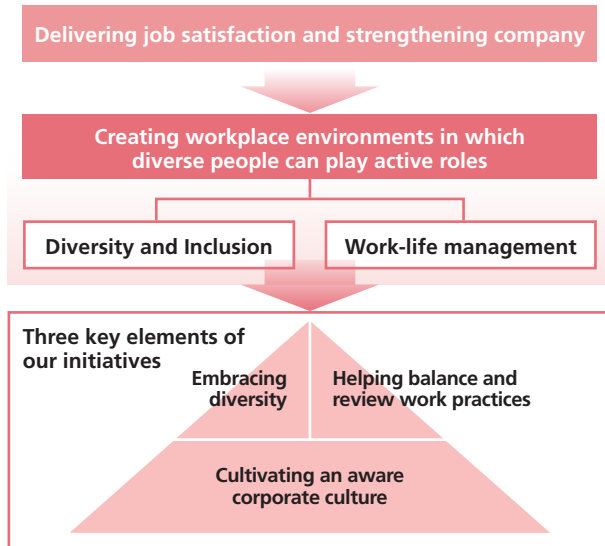 Delivering job satisfaction and strengthening company
Creating workplace environments in which
diverse people can play active roles
Diversity and Inclusion
Work-life management
Three key elements of
our initiatives
Embracing
diversity
Helping balance and
review work practices
Cultivating an aware
corporate culture